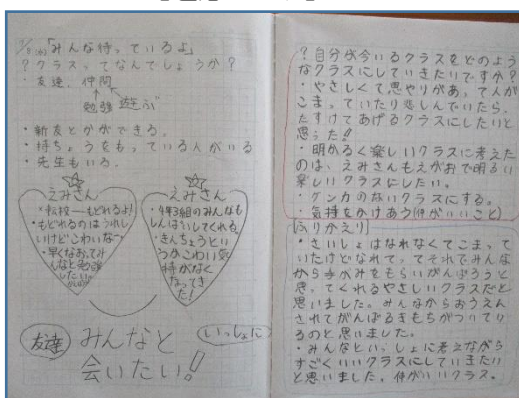 「みんな待っているよ」
?クラスってなんでしょうか?
・友達、仲間
勉強 遊ぶ
・新友とかができる。
・持ちょうをもっている人がいる
・先生もいる。
えみさん
×転校→もどれるよ!
・もどれるのはうれし
いけどこわいな〜
・早くなおってみ
んなと勉強
したい。
えみさん
・4年3組のみんなも
しんぱいしてくれる。
・きんちょうとい
うかこわい気
持がなく
なってき
た!
友達 みんなと いっしょに
会いたい!
?自分が今いるクラスをどのよう
なクラスにしていきたいですか?
・やさしくて思やりがあって人が
こまっていたり悲しんでいたら、
たすけてあげるクラスにしたいと
思った!!
・明かるく楽しいクラスに考えた
のは、えみさんもえがおで明るい
楽しいクラスにしたい。
・ケンカのないクラスにする。
・気持をかけあう(仲がいいこと)
[ふりかえり]
・さいしょはなれなくてこまって
いたけどなれて、ってそれでみんな
から手がみをもらいがんばろうと
思ってくれるやさしいクラスだと
思いました。みんなからおうえん
されてがんばるきもちがついてり
るのと思いました。
・みんなといっしょに考えながら
すごくいいクラスにしていきたい
と思いました。仲がいいクラス。